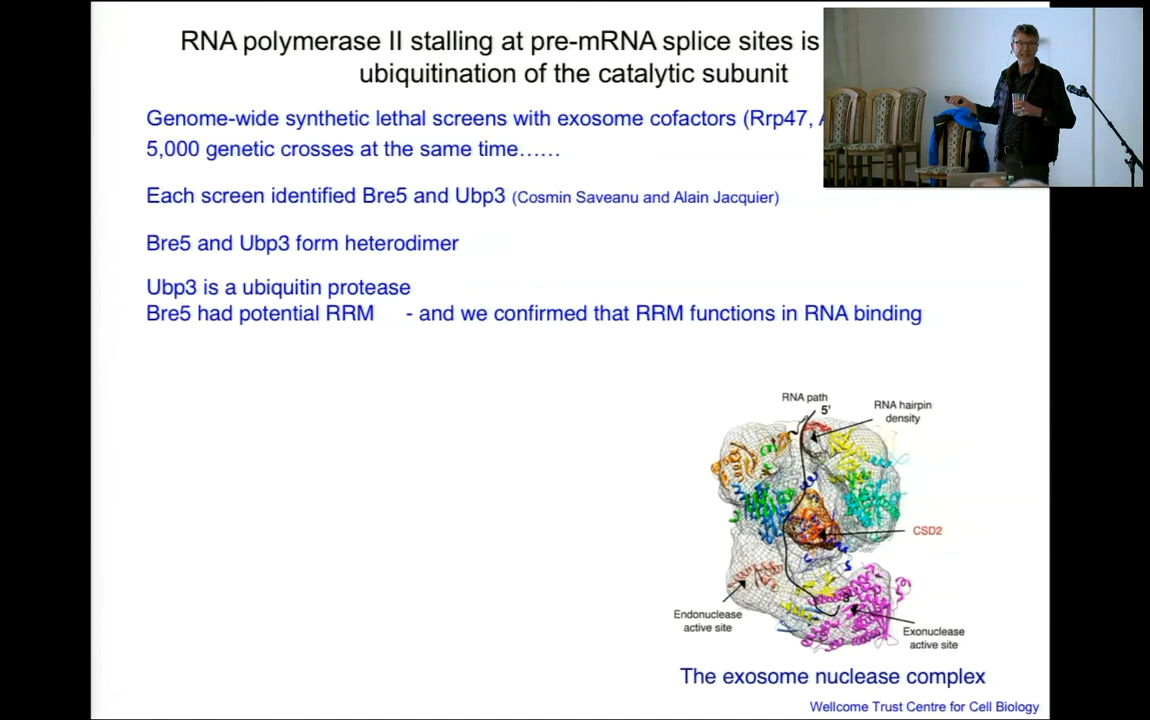 RNA polymerase II stalling at pre-mRNA splice sites is
ubiquitination of the catalytic subunit
Genome-wide synthetic lethal screens with exosome cofactors (Rrp47,
5,000 genetic crosses at the same time……
Each screen identified Bre5 and Ubp3 (Cosmin Saveanu and Alain Jacquier)
Bre5 and Ubp3 form heterodimer
Ubp3 is a ubiquitin protease
Bre5 had potential RRM - and we confirmed that RRM functions in RNA binding
RNA path
5'
RNA hairpin
density
CSD2
3'
Endonuclease
active site
Exonuclease
active site
The exosome nuclease complex
Wellcome Trust Centre for Cell Biology